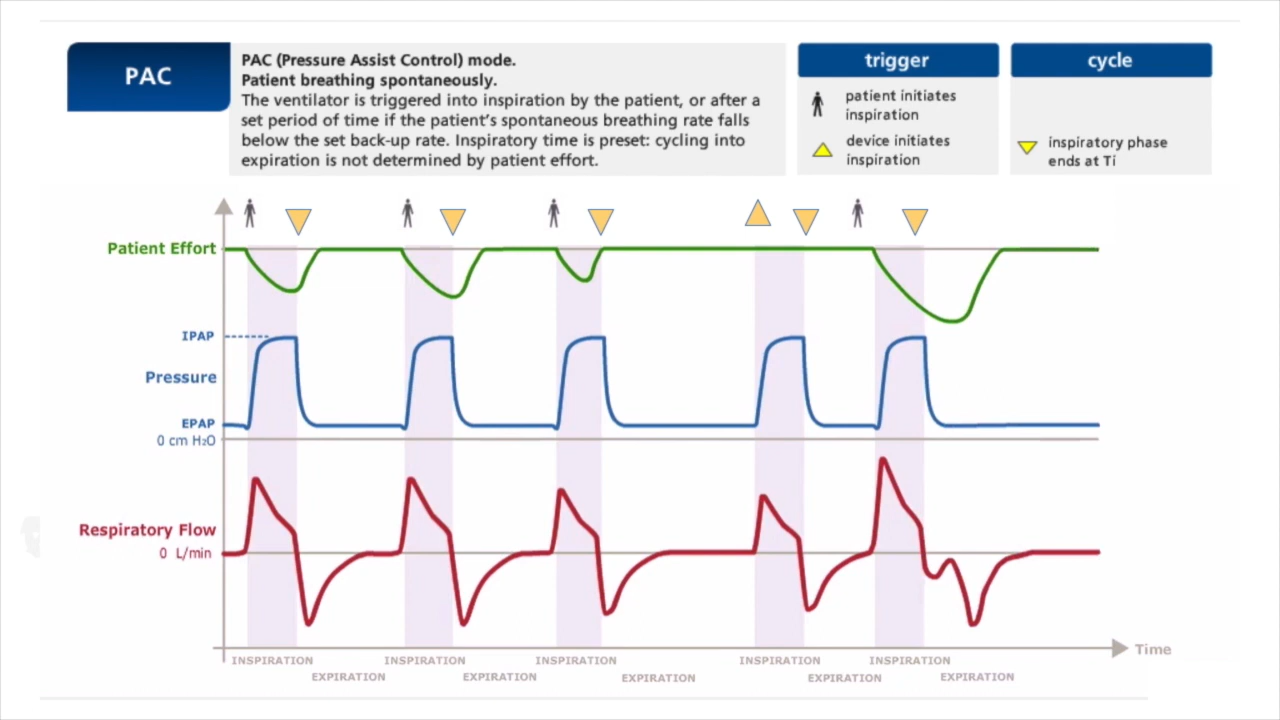 PAC
PAC (Pressure Assist Control) mode.
Patient breathing spontaneously.
The ventilator is triggered into inspiration by the patient, or after a
set period of time if the patient's spontaneous breathing rate falls
below the set back-up rate. Inspiratory time is preset: cycling into
expiration is not determined by patient effort.
trigger
patient initiates
inspiration
device initiates
inspiration
cycle
inspiratory phase
ends at Ti
Patient Effort
IPAP
Pressure
EPAP
0 cm H₂O
Respiratory Flow
0 L/min
Time
INSPIRATION INSPIRATION INSPIRATION INSPIRATION INSPIRATION
EXPIRATION EXPIRATION EXPIRATION EXPIRATION EXPIRATION